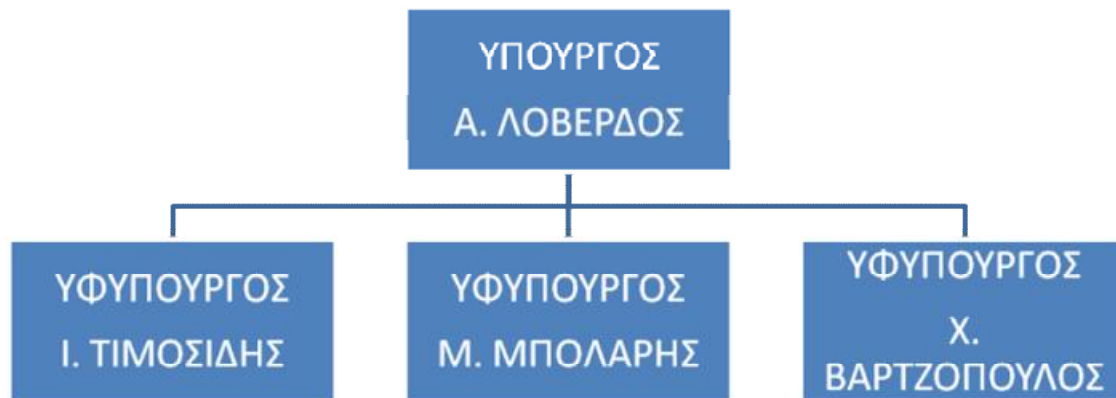 ΥΠΟΥΡΓΟΣ
Α. ΛΟΒΕΡΔΟΣ
ΥΦΥΠΟΥΡΓΟΣ
Ι. ΤΙΜΟΣΙΔΗΣ
ΥΦΥΠΟΥΡΓΟΣ
Μ. ΜΠΟΛΑΡΗΣ
ΥΦΥΠΟΥΡΓΟΣ
Χ.
ΒΑΡΤΖΟΠΟΥΛΟΣ